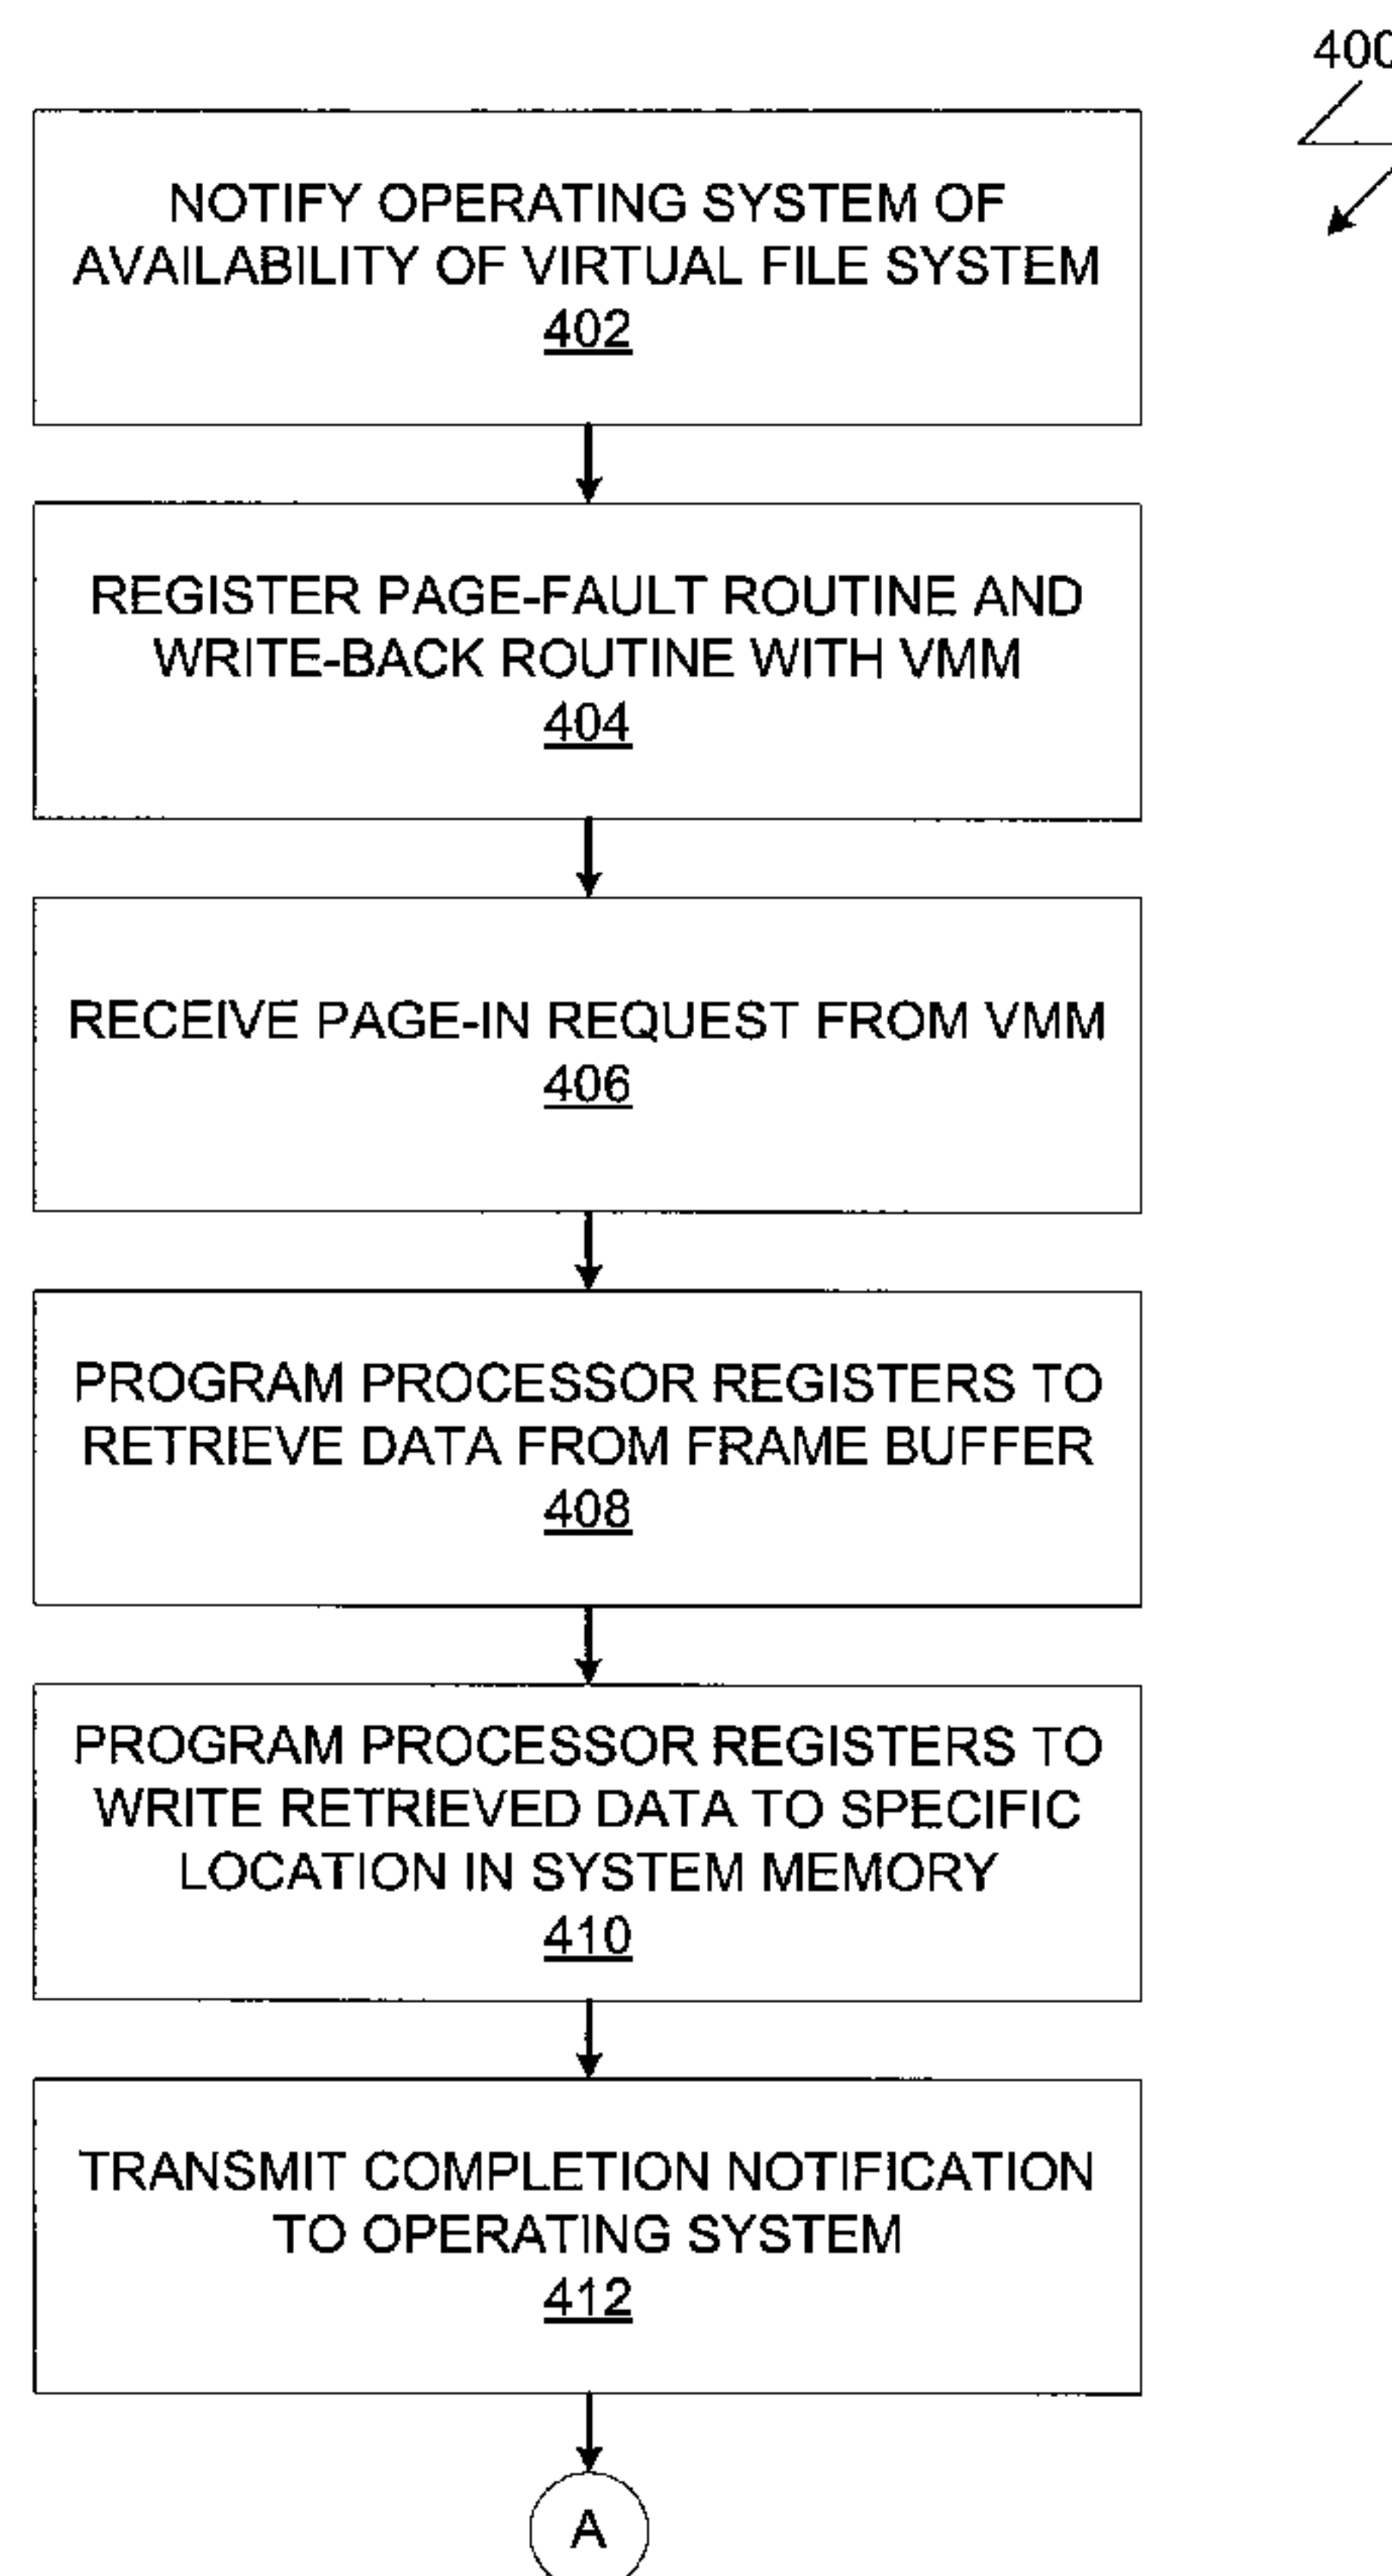 400
NOTIFY OPERATING SYSTEM OF
AVAILABILITY OF VIRTUAL FILE SYSTEM
402
REGISTER PAGE-FAULT ROUTINE AND
WRITE-BACK ROUTINE WITH VMM
404
RECEIVE PAGE-IN REQUEST FROM VMM
406
PROGRAM PROCESSOR REGISTERS TO
RETRIEVE DATA FROM FRAME BUFFER
408
PROGRAM PROCESSOR REGISTERS TO
WRITE RETRIEVED DATA TO SPECIFIC
LOCATION IN SYSTEM MEMORY
410
TRANSMIT COMPLETION NOTIFICATION
TO OPERATING SYSTEM
412
A